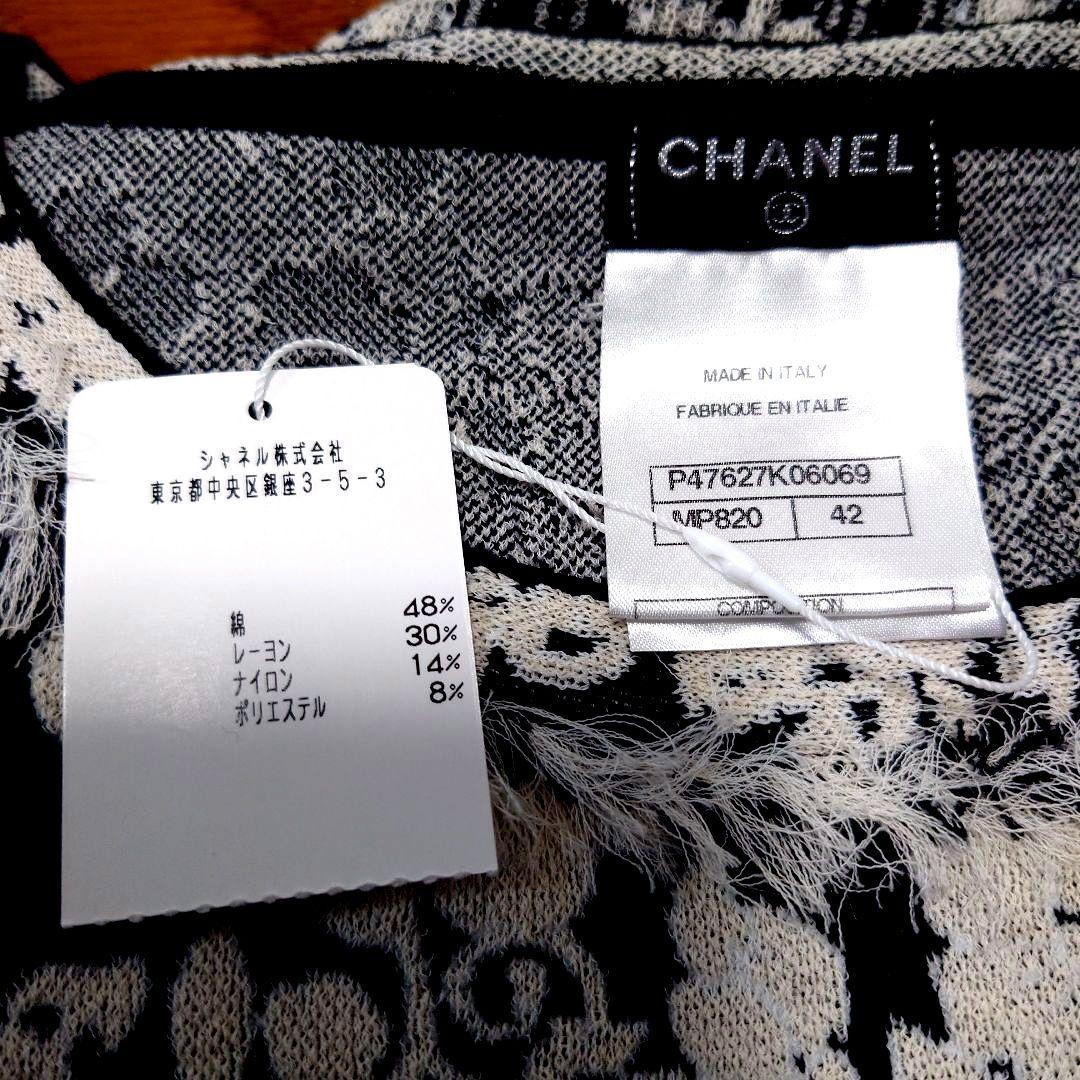 CHANEL
MADE IN ITALY
FABRIQUE EN ITALIE
P47627K06069
MP820 42
COMPOSITION
シャネル株式会社
東京都中央区銀座3-5-3
綿 48%
レーヨン 30%
ナイロン 14%
ポリエステル 8%